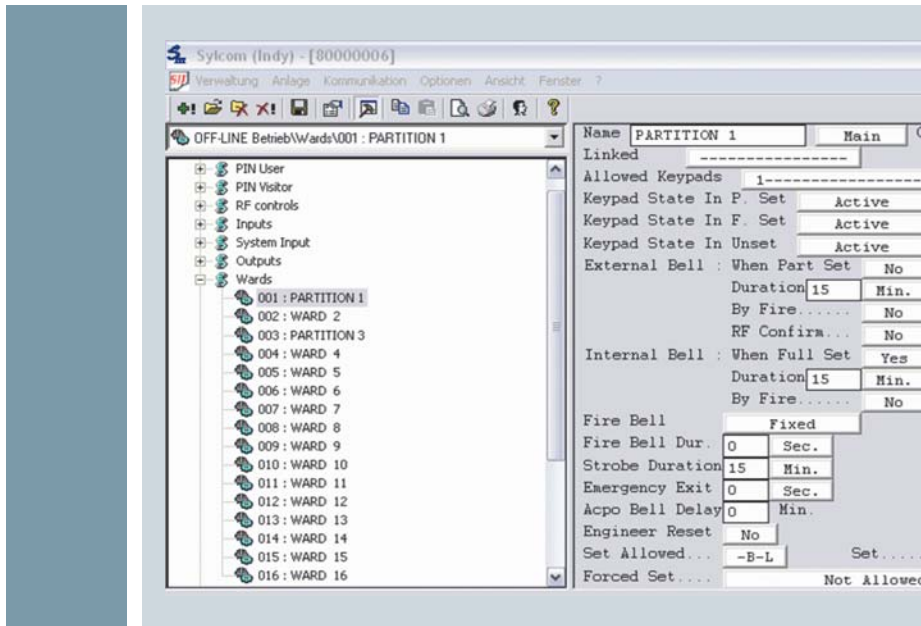 Sylcom (Indy) - [80000006]
Verwaltung Anlage Kommunikation Optionen Ansicht Fenster ?
OFF-LINE Betrieb\Wards\001 : PARTITION 1
PIN User
PIN Visitor
RF controls
Inputs
System Input
Outputs
Wards
001 : PARTITION 1
002 : WARD 2
003 : PARTITION 3
004 : WARD 4
005 : WARD 5
006 : WARD 6
007 : WARD 7
008 : WARD 8
009 : WARD 9
010 : WARD 10
011 : WARD 11
012 : WARD 12
013 : WARD 13
014 : WARD 14
015 : WARD 15
016 : WARD 16
Name PARTITION 1 Main
Linked ----------------
Allowed Keypads 1---------------
Keypad State In P. Set Active
Keypad State In F. Set Active
Keypad State In Unset Active
External Bell : When Part Set No
Duration 15 Min.
By Fire...... No
RF Confirm... No
Internal Bell : When Full Set Yes
Duration 15 Min.
By Fire...... No
Fire Bell Fixed
Fire Bell Dur. 0 Sec.
Strobe Duration 15 Min.
Emergency Exit 0 Sec.
Acpo Bell Delay 0 Min.
Engineer Reset No
Set Allowed... -B-L Set.....
Forced Set.... Not Allowed